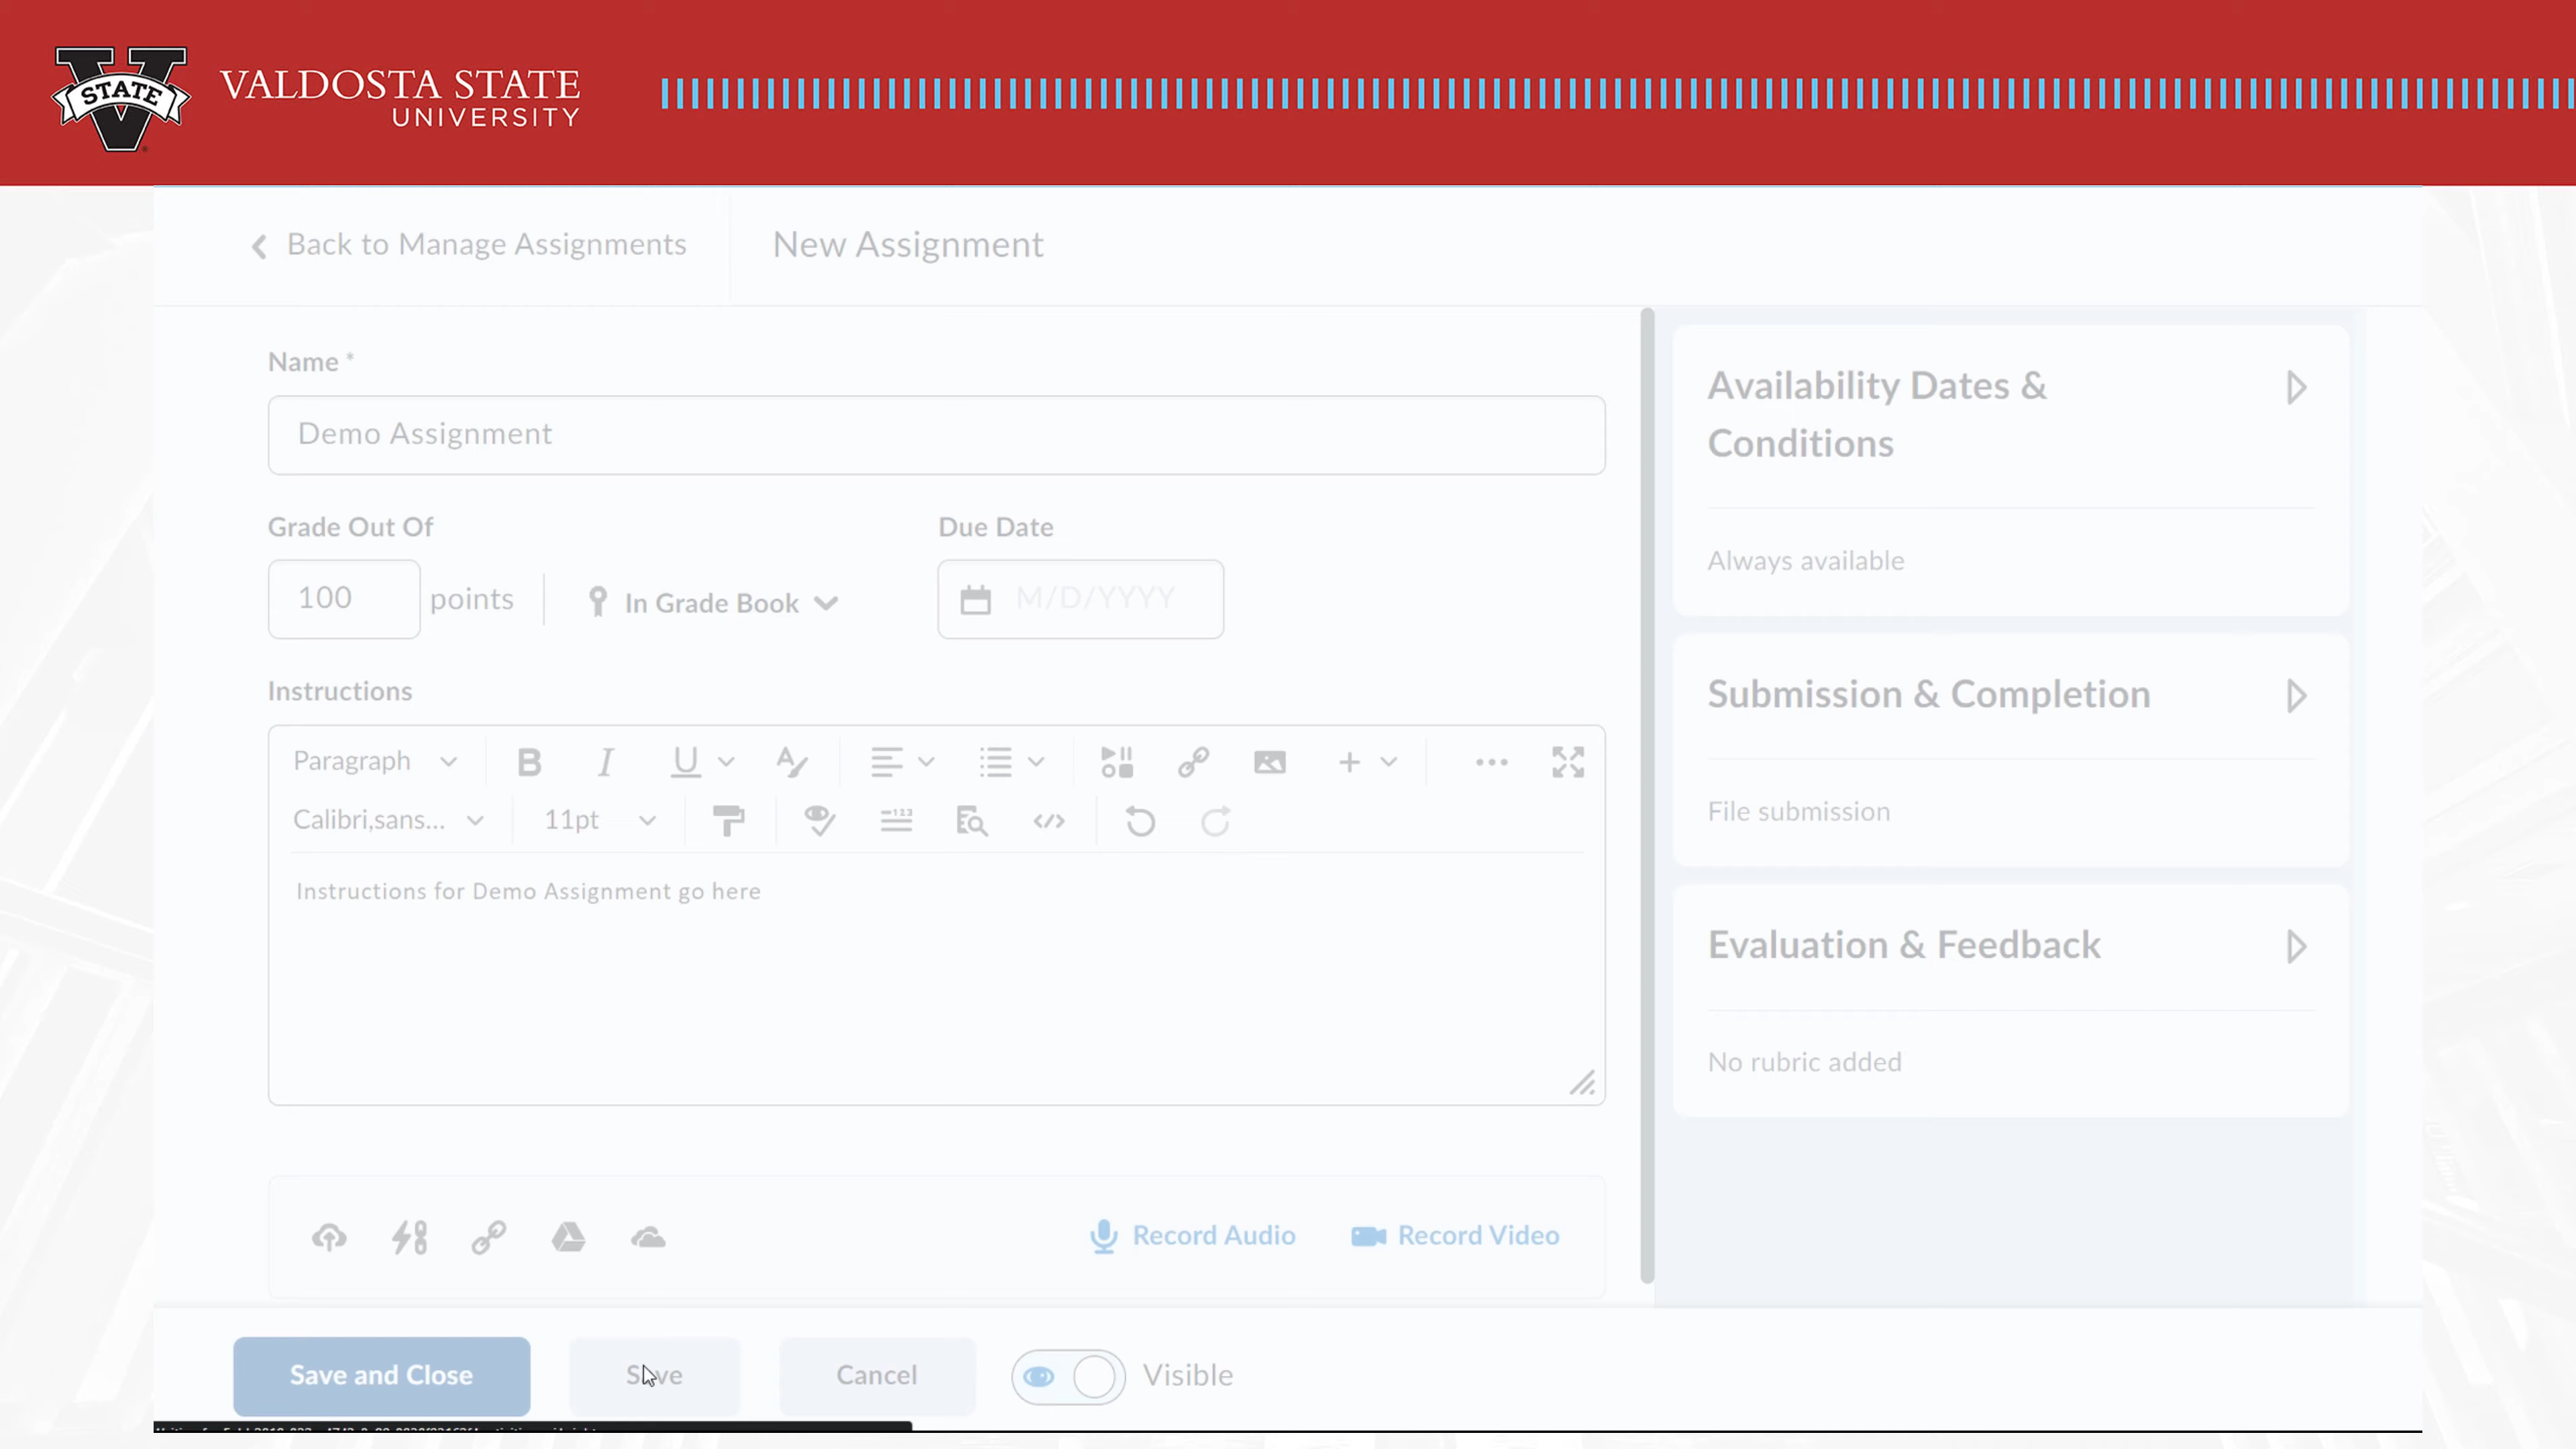 STATE
VALDOSTA STATE
UNIVERSITY
Back to Manage Assignments
New Assignment
Name *
Demo Assignment
Grade Out Of
Due Date
100 points
In Grade Book
M/D/YYYY
Instructions
Paragraph
B I U
Calibri,sans...
11pt
Instructions for Demo Assignment go here
Record Audio
Record Video
Availability Dates &
Conditions
Always available
Submission & Completion
File submission
Evaluation & Feedback
No rubric added
Save and Close
Save
Cancel
Visible